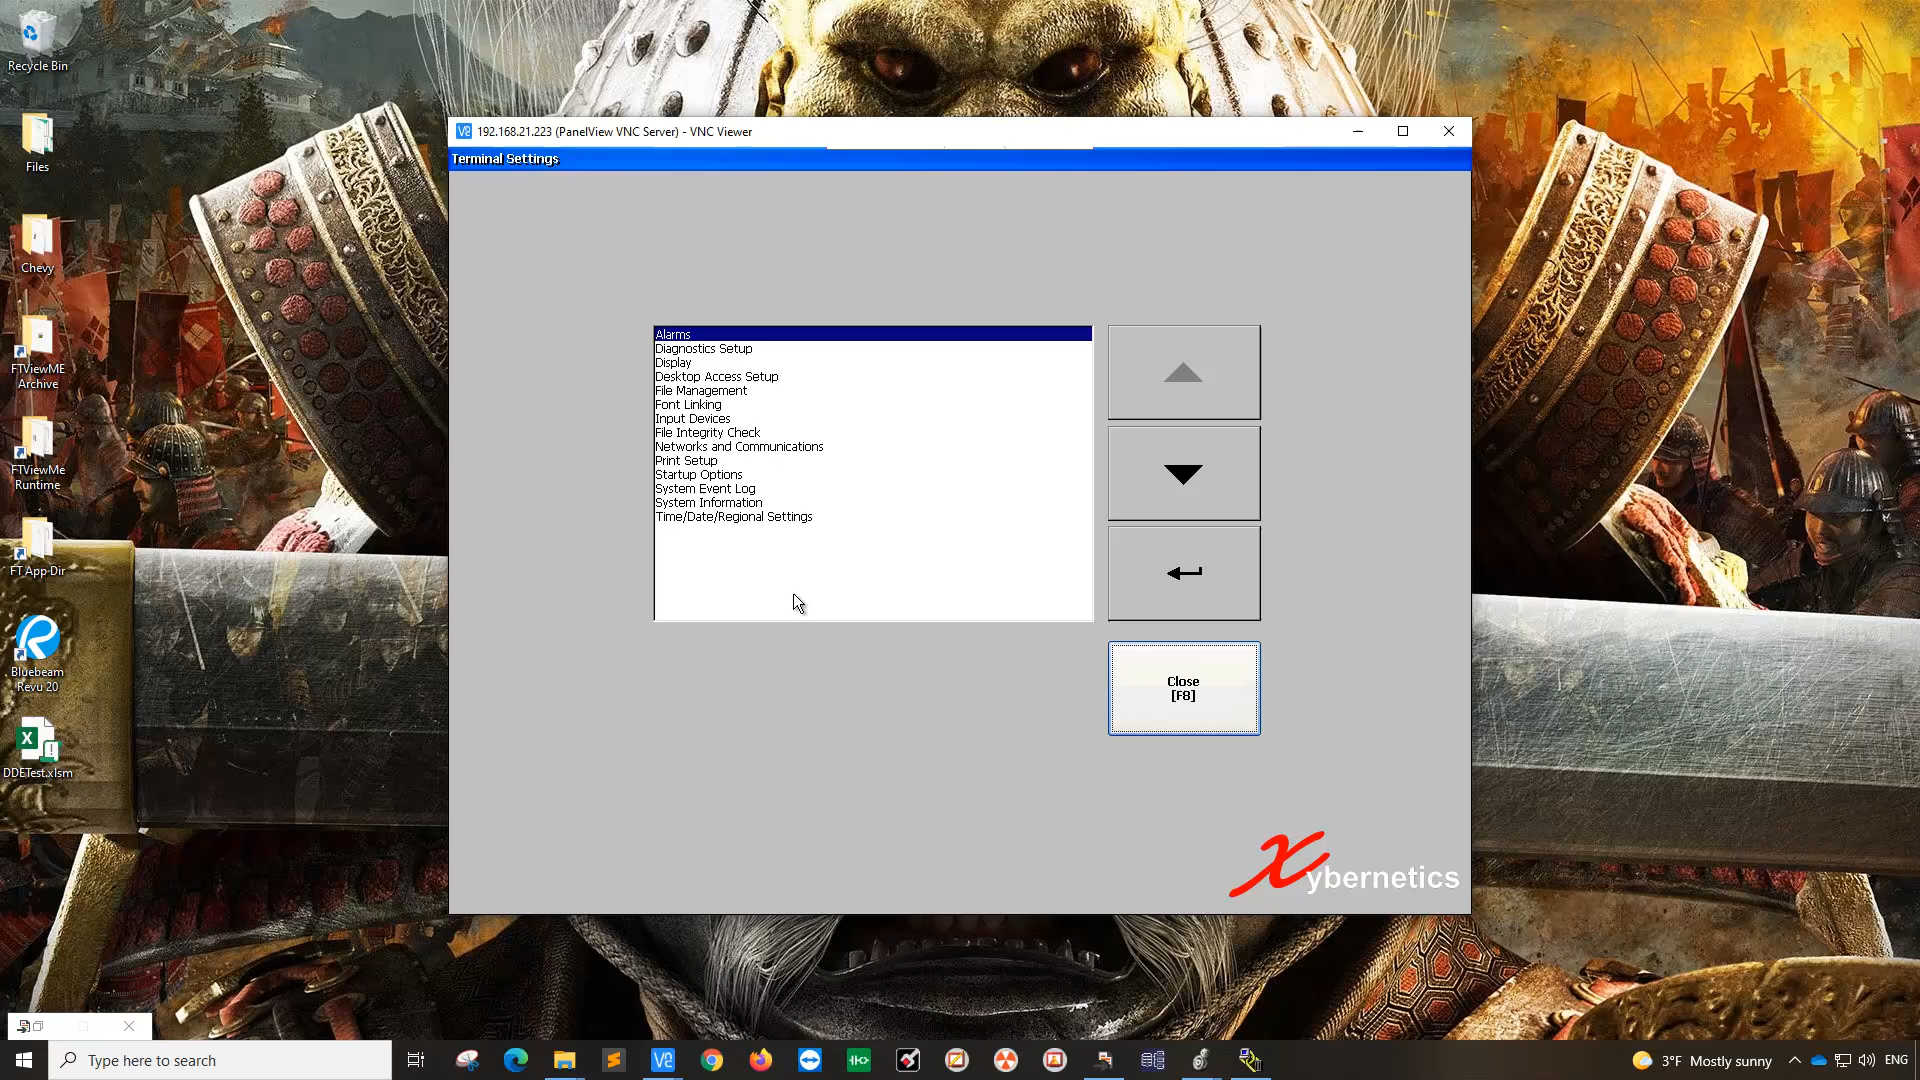 Recycle Bin
Files
Chevy
FTViewME
Archive
FTViewMe
Runtime
FT App Dir
Bluebeam
Revu 20
DDETest.xlsm
192.168.21.223 (PanelView VNC Server) - VNC Viewer
Terminal Settings
Alarms
Diagnostics Setup
Display
Desktop Access Setup
File Management
Font Linking
Input Devices
File Integrity Check
Networks and Communications
Print Setup
Startup Options
System Event Log
System Information
Time/Date/Regional Settings
Close
[F8]
Xybernetics
Type here to search
3°F Mostly sunny
ENG